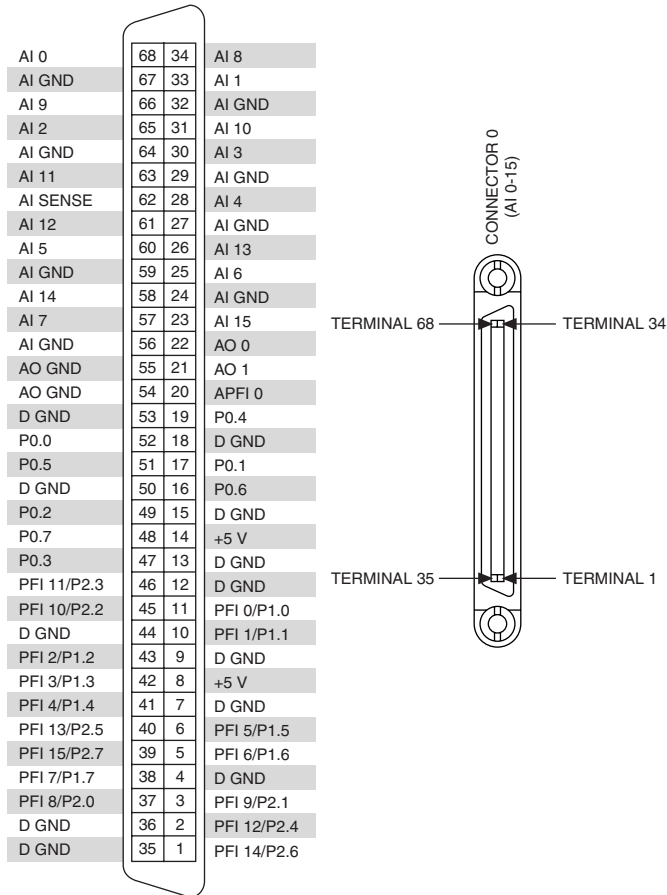 AI 0 68 34 AI 8
AI GND 67 33 AI 1
AI 9 66 32 AI GND
AI 2 65 31 AI 10
AI GND 64 30 AI 3
AI 11 63 29 AI GND
AI SENSE 62 28 AI 4
AI 12 61 27 AI GND
AI 5 60 26 AI 13
AI GND 59 25 AI 6
AI 14 58 24 AI GND
AI 7 57 23 AI 15
AI GND 56 22 AO 0
AO GND 55 21 AO 1
AO GND 54 20 APFI 0
D GND 53 19 P0.4
P0.0 52 18 D GND
P0.5 51 17 P0.1
D GND 50 16 P0.6
P0.2 49 15 D GND
P0.7 48 14 +5 V
P0.3 47 13 D GND
PFI 11/P2.3 46 12 D GND
PFI 10/P2.2 45 11 PFI 0/P1.0
D GND 44 10 PFI 1/P1.1
PFI 2/P1.2 43 9 D GND
PFI 3/P1.3 42 8 +5 V
PFI 4/P1.4 41 7 D GND
PFI 13/P2.5 40 6 PFI 5/P1.5
PFI 15/P2.7 39 5 PFI 6/P1.6
PFI 7/P1.7 38 4 D GND
PFI 8/P2.0 37 3 PFI 9/P2.1
D GND 36 2 PFI 12/P2.4
D GND 35 1 PFI 14/P2.6
CONNECTOR 0
(AI 0-15)
TERMINAL 68 TERMINAL 34
TERMINAL 35 TERMINAL 1